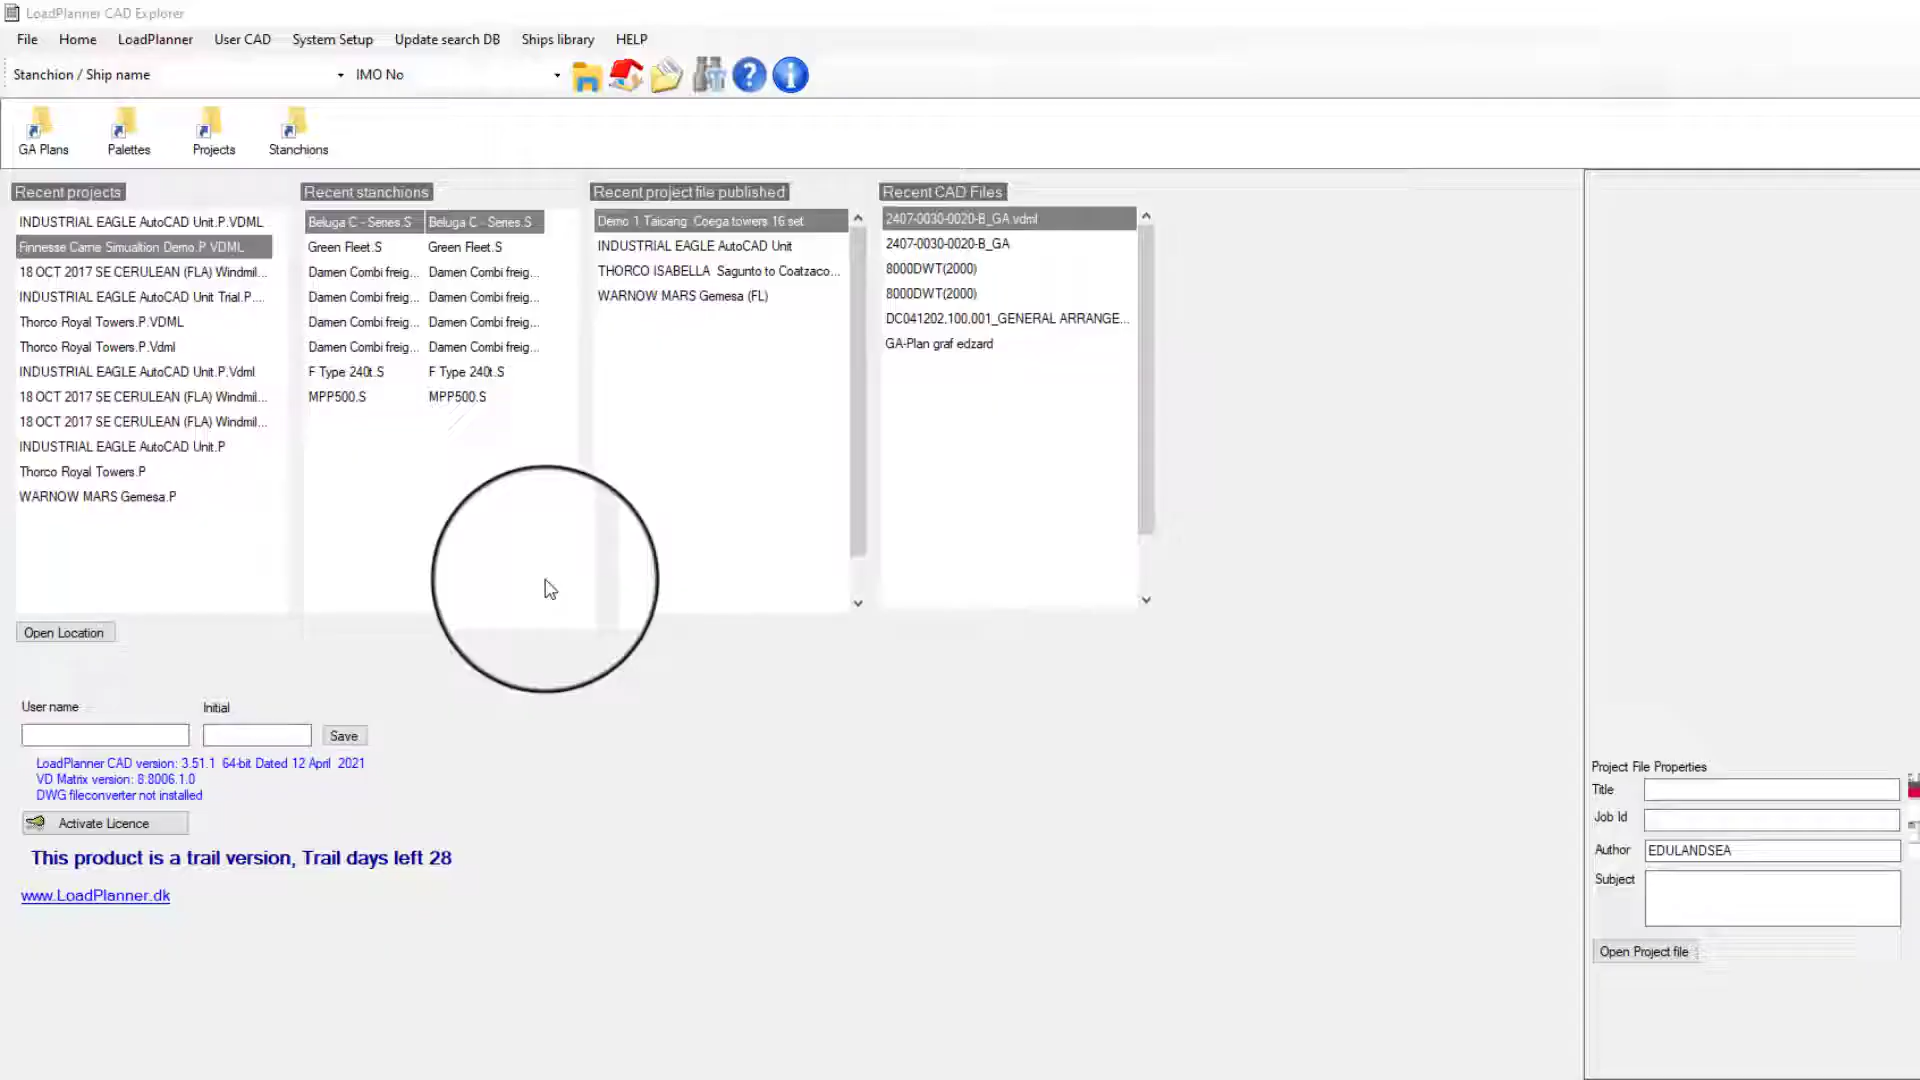 LoadPlanner CAD Explorer
File Home LoadPlanner User CAD System Setup Update search DB Ships library HELP
Stanchion / Ship name IMO No
GA Plans Palettes Projects Stanchions
Recent projects
INDUSTRIAL EAGLE AutoCAD Unit.P.VDML
Finnesse Carrie Simualtion Demo.P VDML
18 OCT 2017 SE CERULEAN (FLA) Windmil...
INDUSTRIAL EAGLE AutoCAD Unit Trial.P....
Thorco Royal Towers.P.VDML
Thorco Royal Towers.P.Vdml
INDUSTRIAL EAGLE AutoCAD Unit.P.Vdml
18 OCT 2017 SE CERULEAN (FLA) Windmil...
18 OCT 2017 SE CERULEAN (FLA) Windmil...
INDUSTRIAL EAGLE AutoCAD Unit.P
Thorco Royal Towers.P
WARNOW MARS Gemesa.P
Open Location
Recent stanchions
Beluga C - Series.S Beluga C - Series.S
Green Fleet.S Green Fleet.S
Damen Combi freig... Damen Combi freig...
Damen Combi freig... Damen Combi freig...
Damen Combi freig... Damen Combi freig...
Damen Combi freig... Damen Combi freig...
F Type 240t.S F Type 240t.S
MPP500.S MPP500.S
Recent project file published
Demo 1 Taicang Coega towers 16 set
INDUSTRIAL EAGLE AutoCAD Unit
THORCO ISABELLA Sagunto to Coatzaco...
WARNOW MARS Gemesa (FL)
Recent CAD Files
2407-0030-0020-B_GA vdml
2407-0030-0020-B_GA
8000DWT(2000)
8000DWT(2000)
DC041202,100,001_GENERAL ARRANGE...
GA-Plan graf edzard
User name Initial
Save
LoadPlanner CAD version: 3.51.1 64-bit Dated 12 April 2021
VD Matrix version: 8.8006.1.0
DWG fileconverter not installed
Activate Licence
This product is a trail version, Trail days left 28
www.LoadPlanner.dk
Project File Properties
Title
Job Id
Author EDULANDSEA
Subject
Open Project file